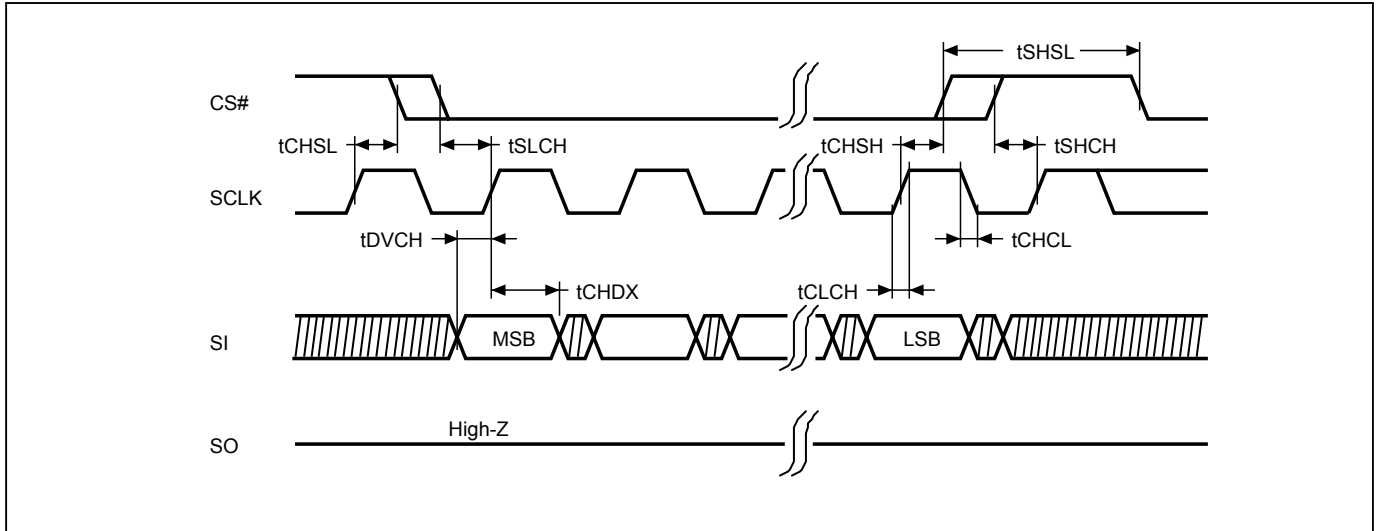 tSHSL
CS#
tCHSL
tSLCH
tCHSH
tSHCH
SCLK
tDVCH
tCHCL
tCHDX
tCLCH
SI
MSB
LSB
High-Z
SO